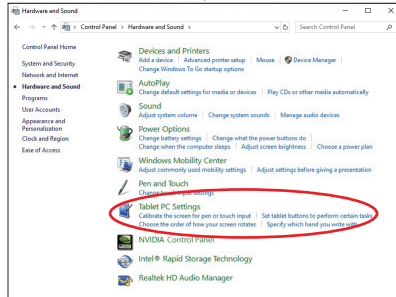 Hardware and Sound
Control Panel > Hardware and Sound >
Search Control Panel
Control Panel Home
System and Security
Network and Internet
Hardware and Sound
Programs
User Accounts
Appearance and
Personalization
Clock and Region
Ease of Access
Devices and Printers
Add a device | Advanced printer setup | Mouse | Device Manager |
Change Windows To Go startup options
AutoPlay
Change default settings for media or devices | Play CDs or other media automatically
Sound
Adjust system volume | Change system sounds | Manage audio devices
Power Options
Change battery settings | Change what the power buttons do |
Change when the computer sleeps | Adjust screen brightness | Choose a power plan
Windows Mobility Center
Adjust commonly used mobility settings | Adjust settings before giving a presentation
Pen and Touch
Change touch input settings
Tablet PC Settings
Calibrate the screen for pen or touch input | Set tablet buttons to perform certain tasks
Choose the order of how your screen rotates | Specify which hand you write with
NVIDIA Control Panel
Intel® Rapid Storage Technology
Realtek HD Audio Manager